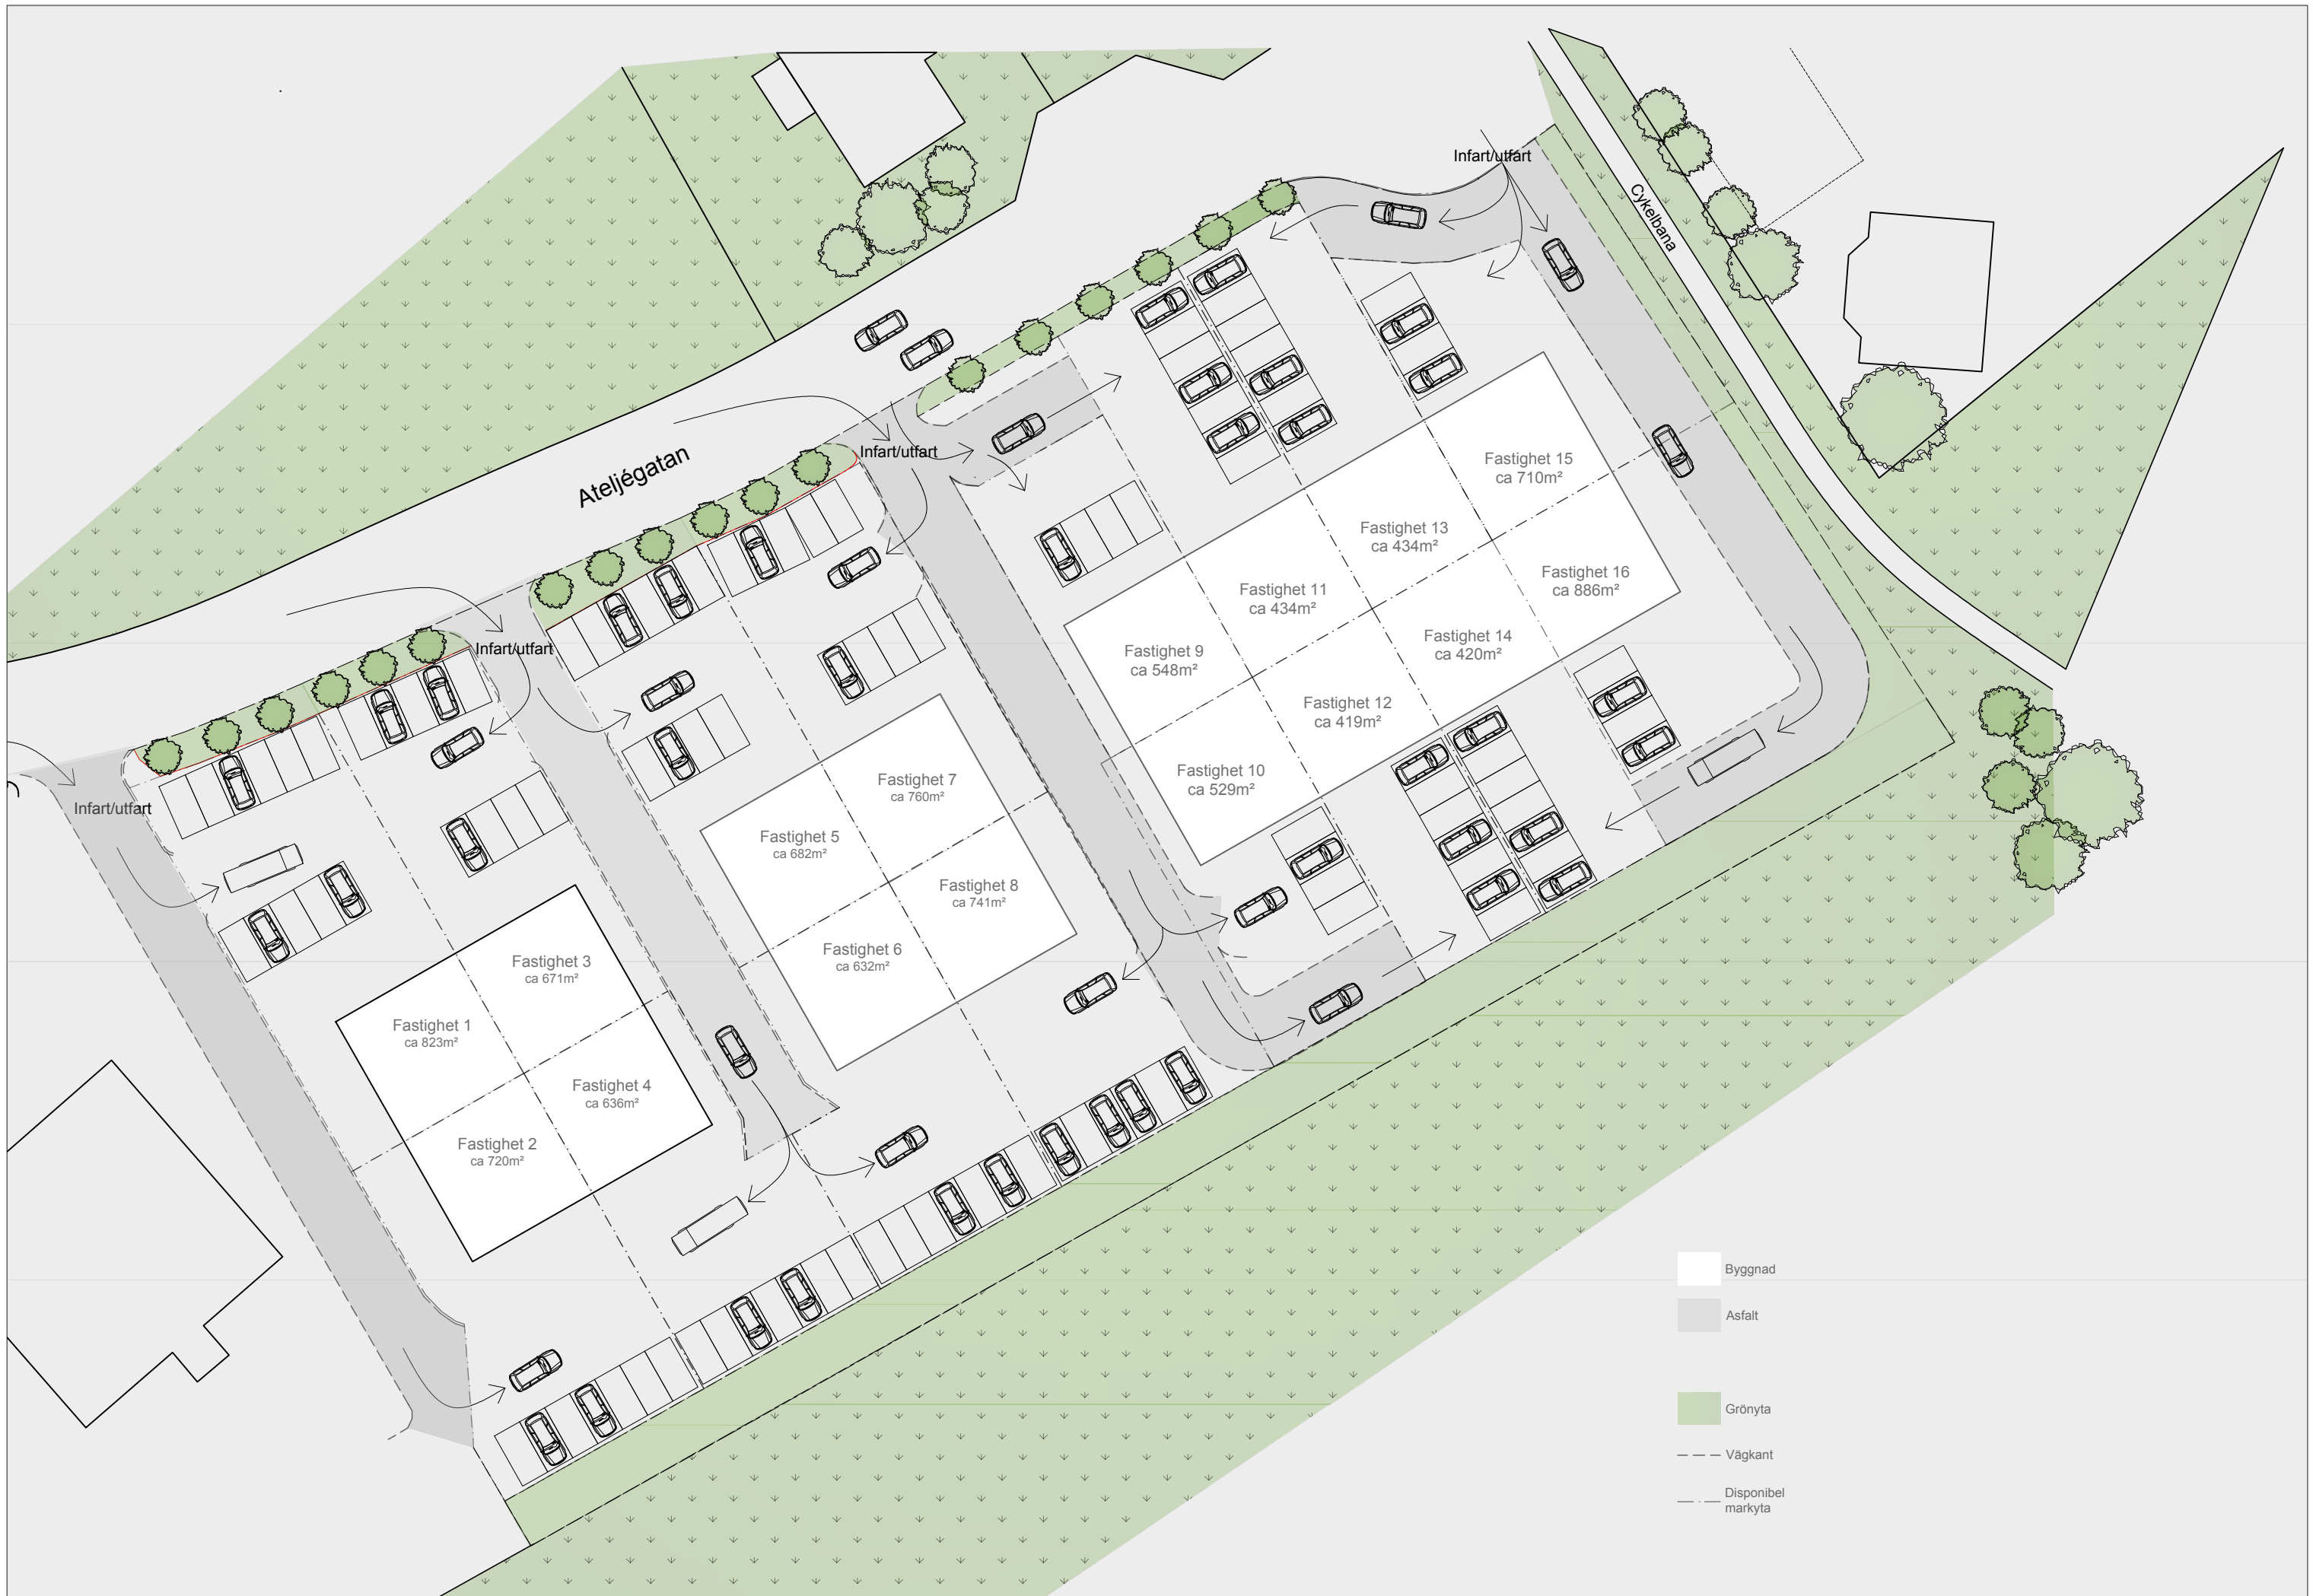 Infart/utfart
Cykelbana
Ateljégatan
Infart/utfart
Infart/utfart
Infart/utfart
Fastighet 15
ca 710m²
Fastighet 13
ca 434m²
Fastighet 16
ca 886m²
Fastighet 11
ca 434m²
Fastighet 14
ca 420m²
Fastighet 9
ca 548m²
Fastighet 12
ca 419m²
Fastighet 10
ca 529m²
Fastighet 7
ca 760m²
Fastighet 5
ca 682m²
Fastighet 8
ca 741m²
Fastighet 6
ca 632m²
Fastighet 3
ca 671m²
Fastighet 1
ca 823m²
Fastighet 4
ca 636m²
Fastighet 2
ca 720m²
Byggnad
Asfalt
Grönyta
Vägkant
Disponibel
markyta